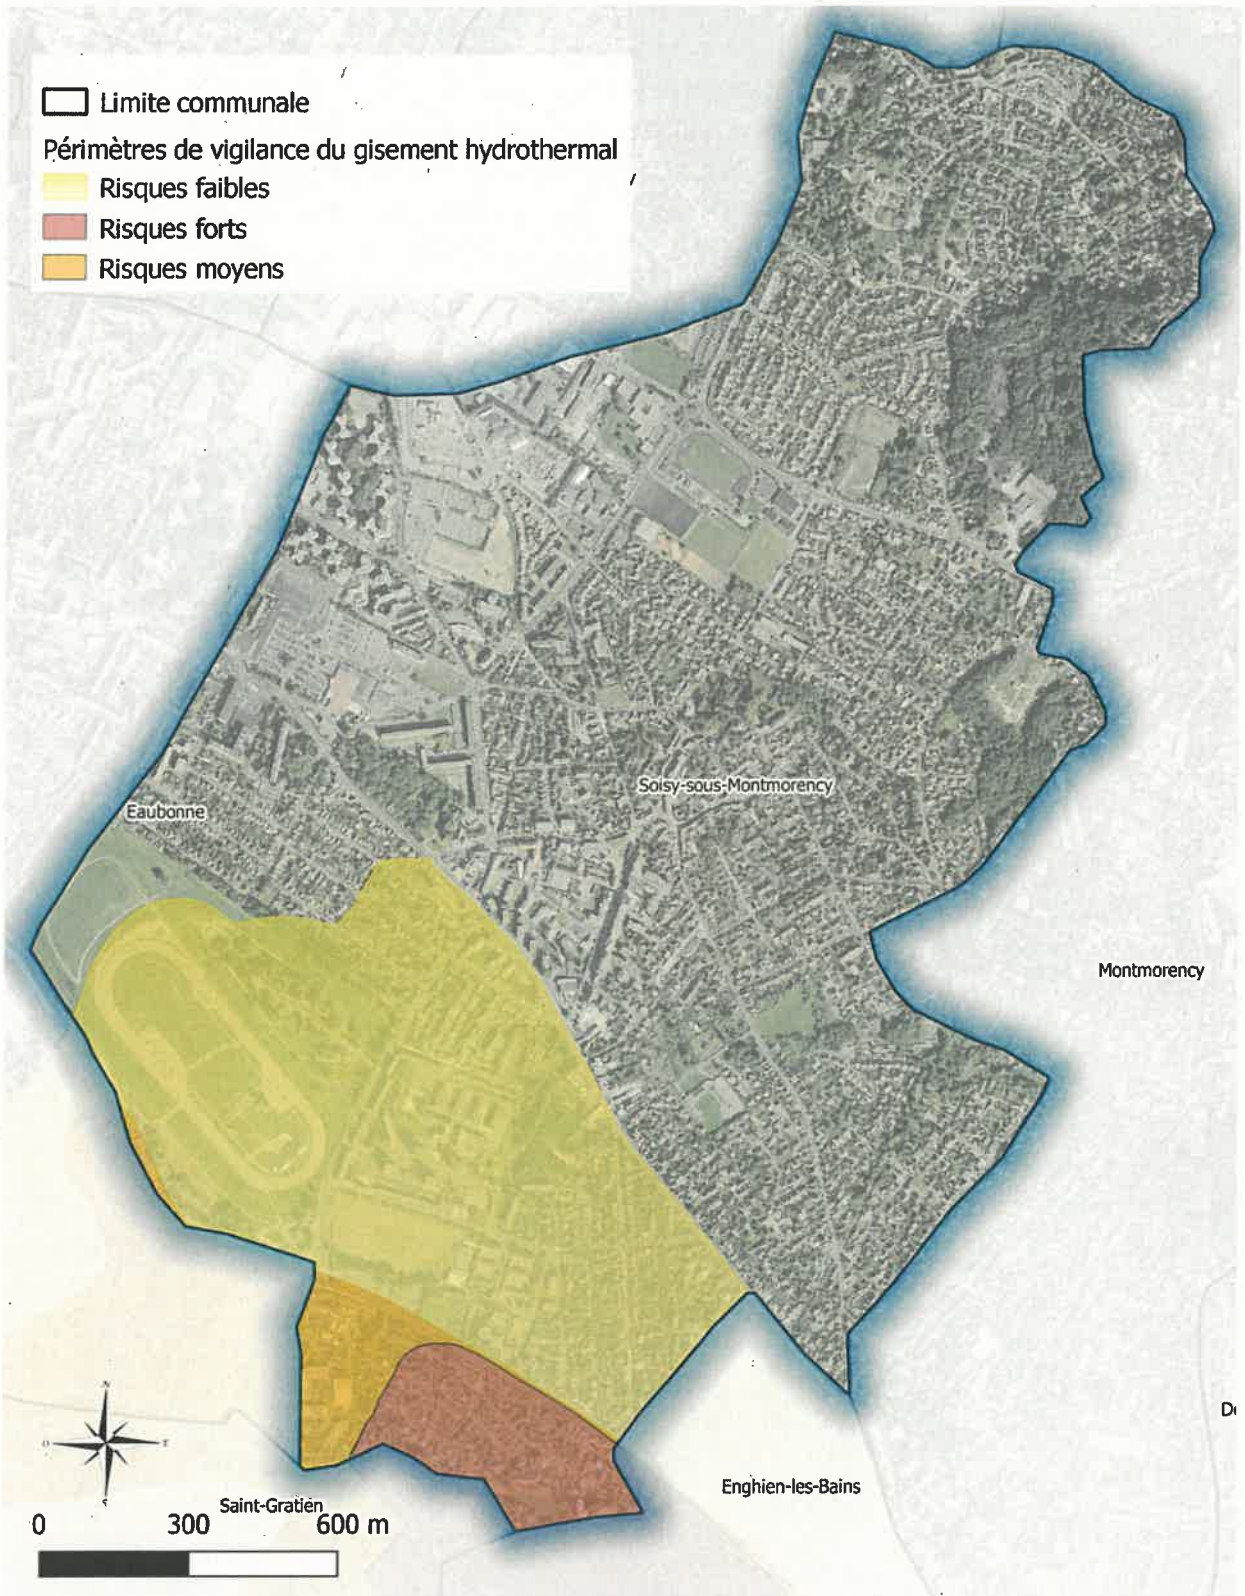 Limite communale
Périmètres de vigilance du gisement hydrothermal
Risques faibles
Risques forts
Risques moyens
Soisy-sous-Montmorency
Eaubonne
Montmorency
N
O
E
S
De
Enghien-les-Bains
Saint-Gratien
0 300 600 m